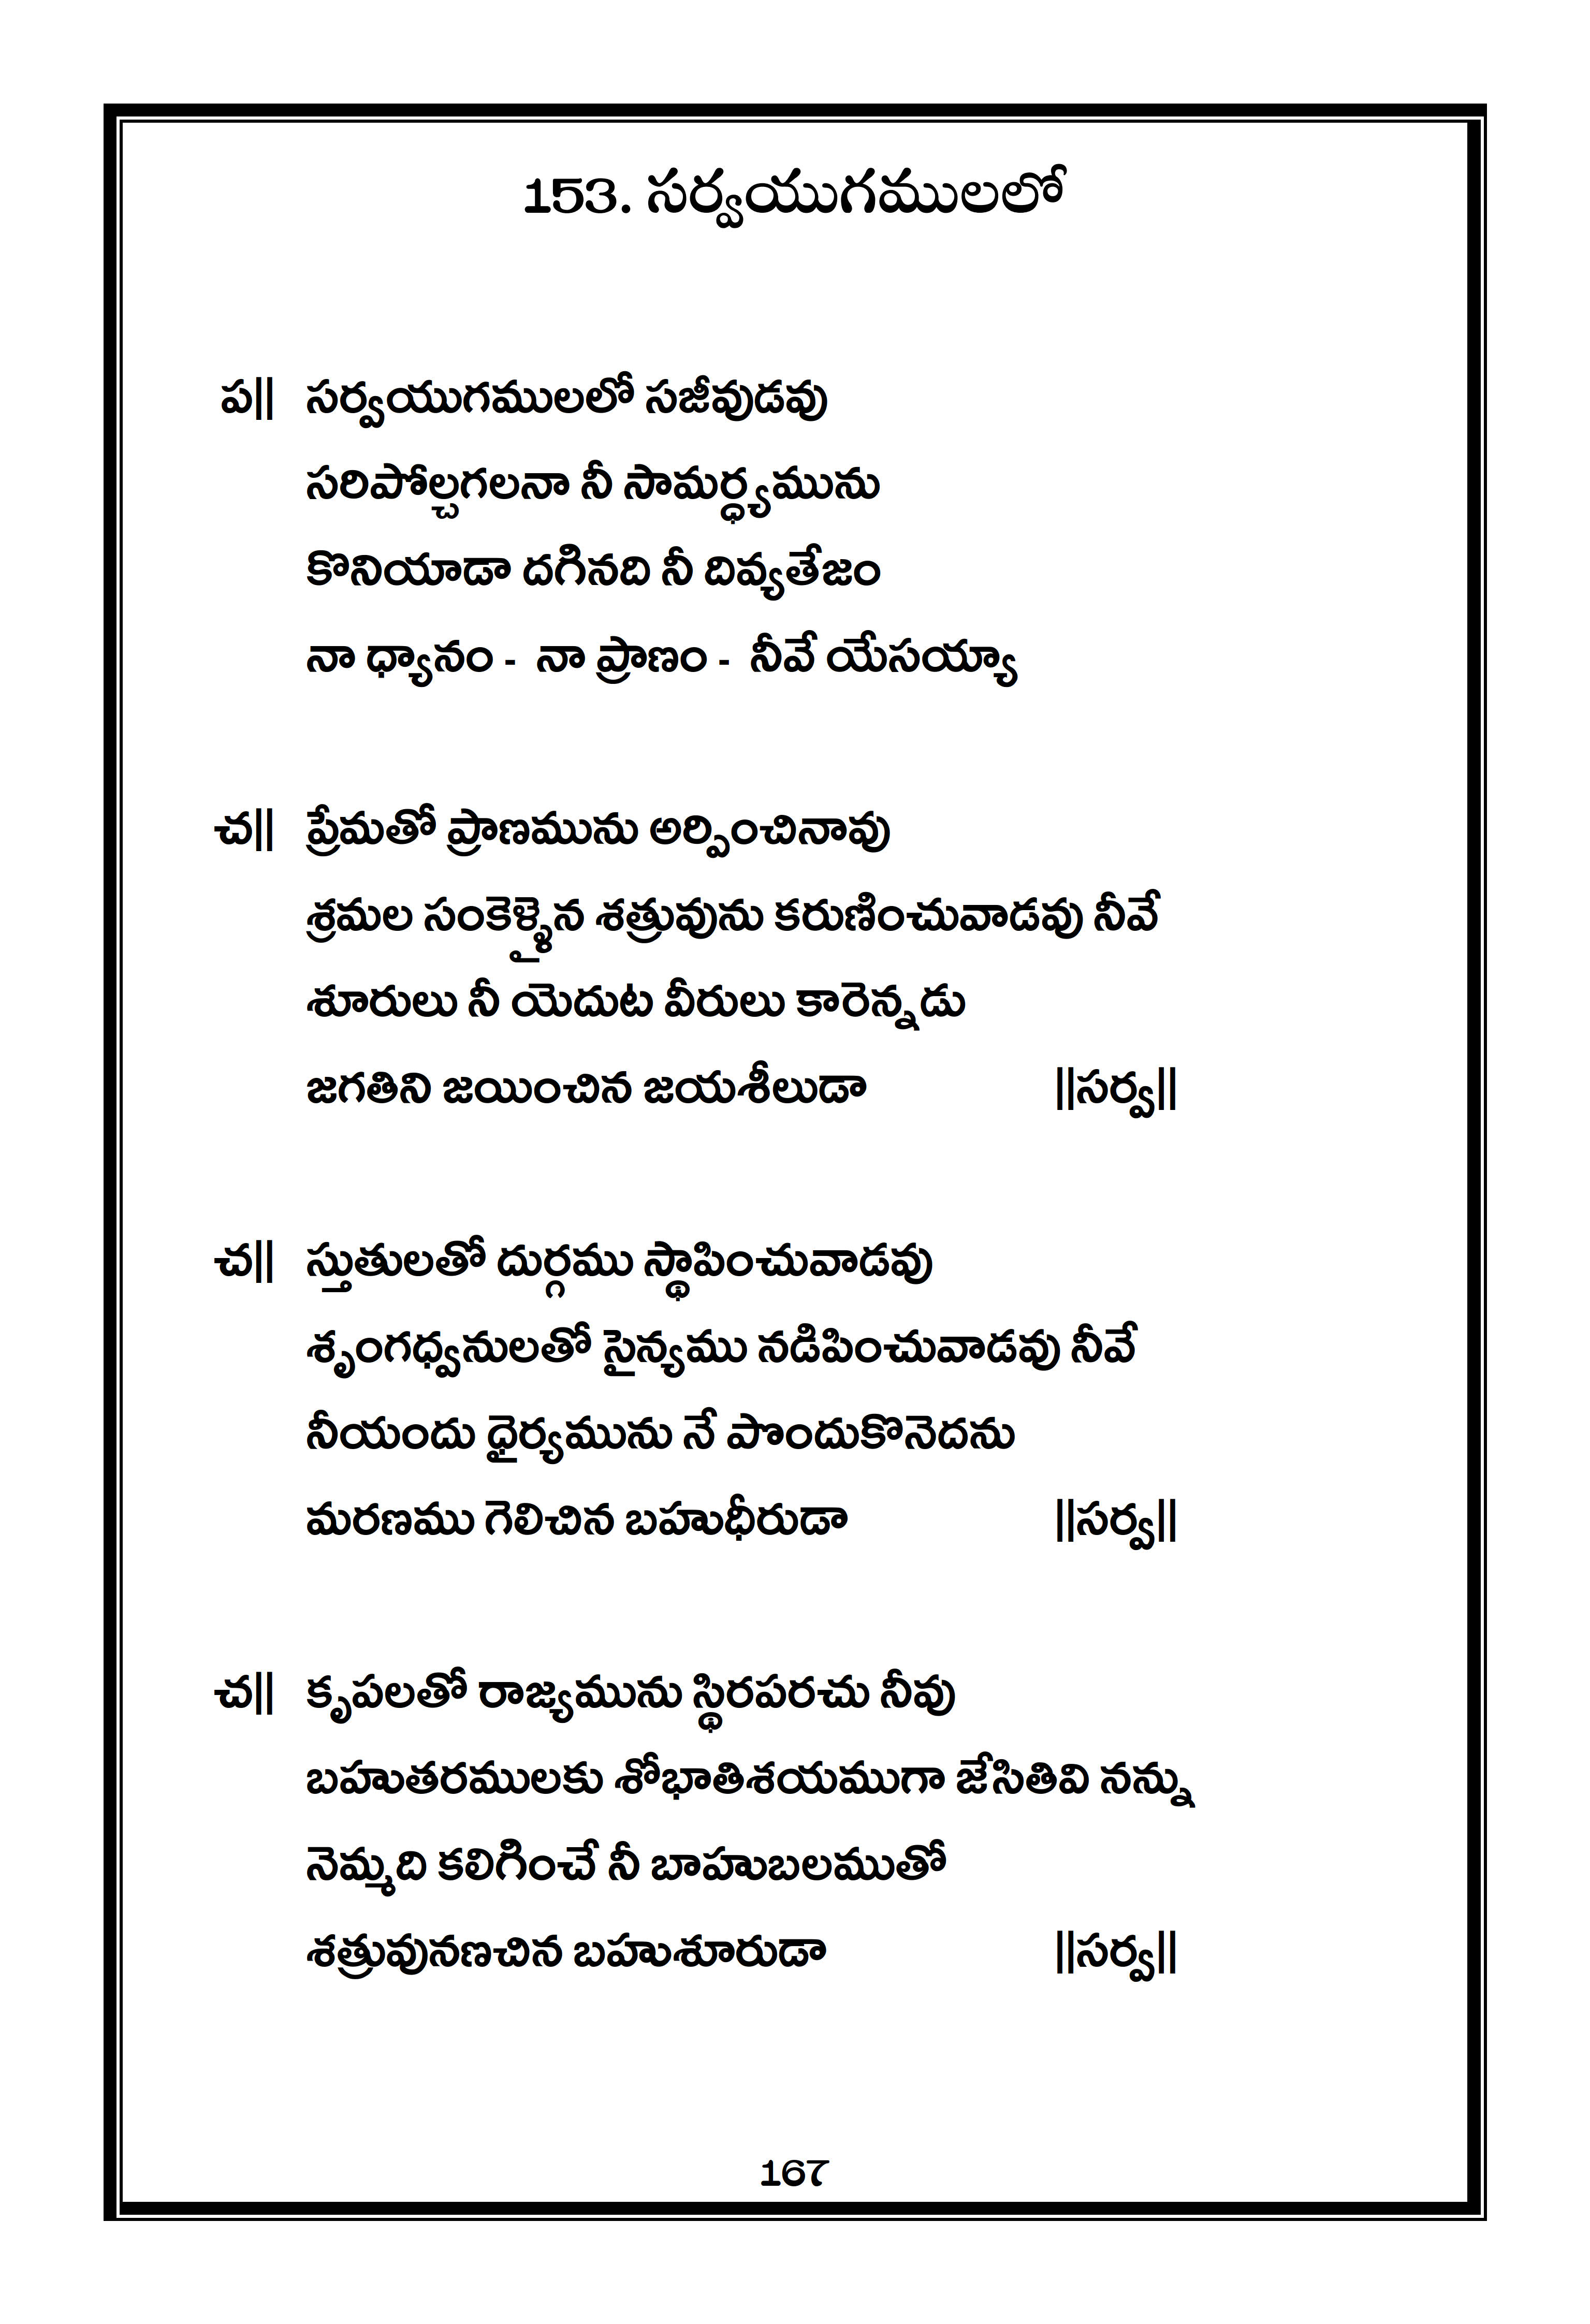 153. సర్వయుగములలో
ప|| సర్వయుగములలో సజీవుడవు
సరిపోల్చగలనా నీ సామర్ధ్యమును
కొనియాడా దగినది నీ దివ్యతేజం
నా ధ్యానం - నా ప్రాణం - నీవే యేసయ్యా
చ|| ప్రేమతో ప్రాణమును అర్పించినావు
శ్రమల సంకెళ్ళైన శత్రువును కరుణించువాడవు నీవే
శూరులు నీ యెదుట వీరులు కారెన్నడు
జగతిని జయించిన జయశీలుడా ||సర్వ||
చ|| స్తుతులతో దుర్గము స్థాపించువాడవు
శృంగధ్వనులతో సైన్యము నడిపించువాడవు నీవే
నీయందు ధైర్యమును నే పొందుకొనెదను
మరణము గెలిచిన బహుధీరుడా ||సర్వ||
చ|| కృపలతో రాజ్యమును స్థిరపరచు నీవు
బహుతరములకు శోభాతిశయముగా జేసితివి నన్ను
నెమ్మది కలిగించే నీ బాహుబలముతో
శత్రువునణచిన బహుశూరుడా ||సర్వ||
167